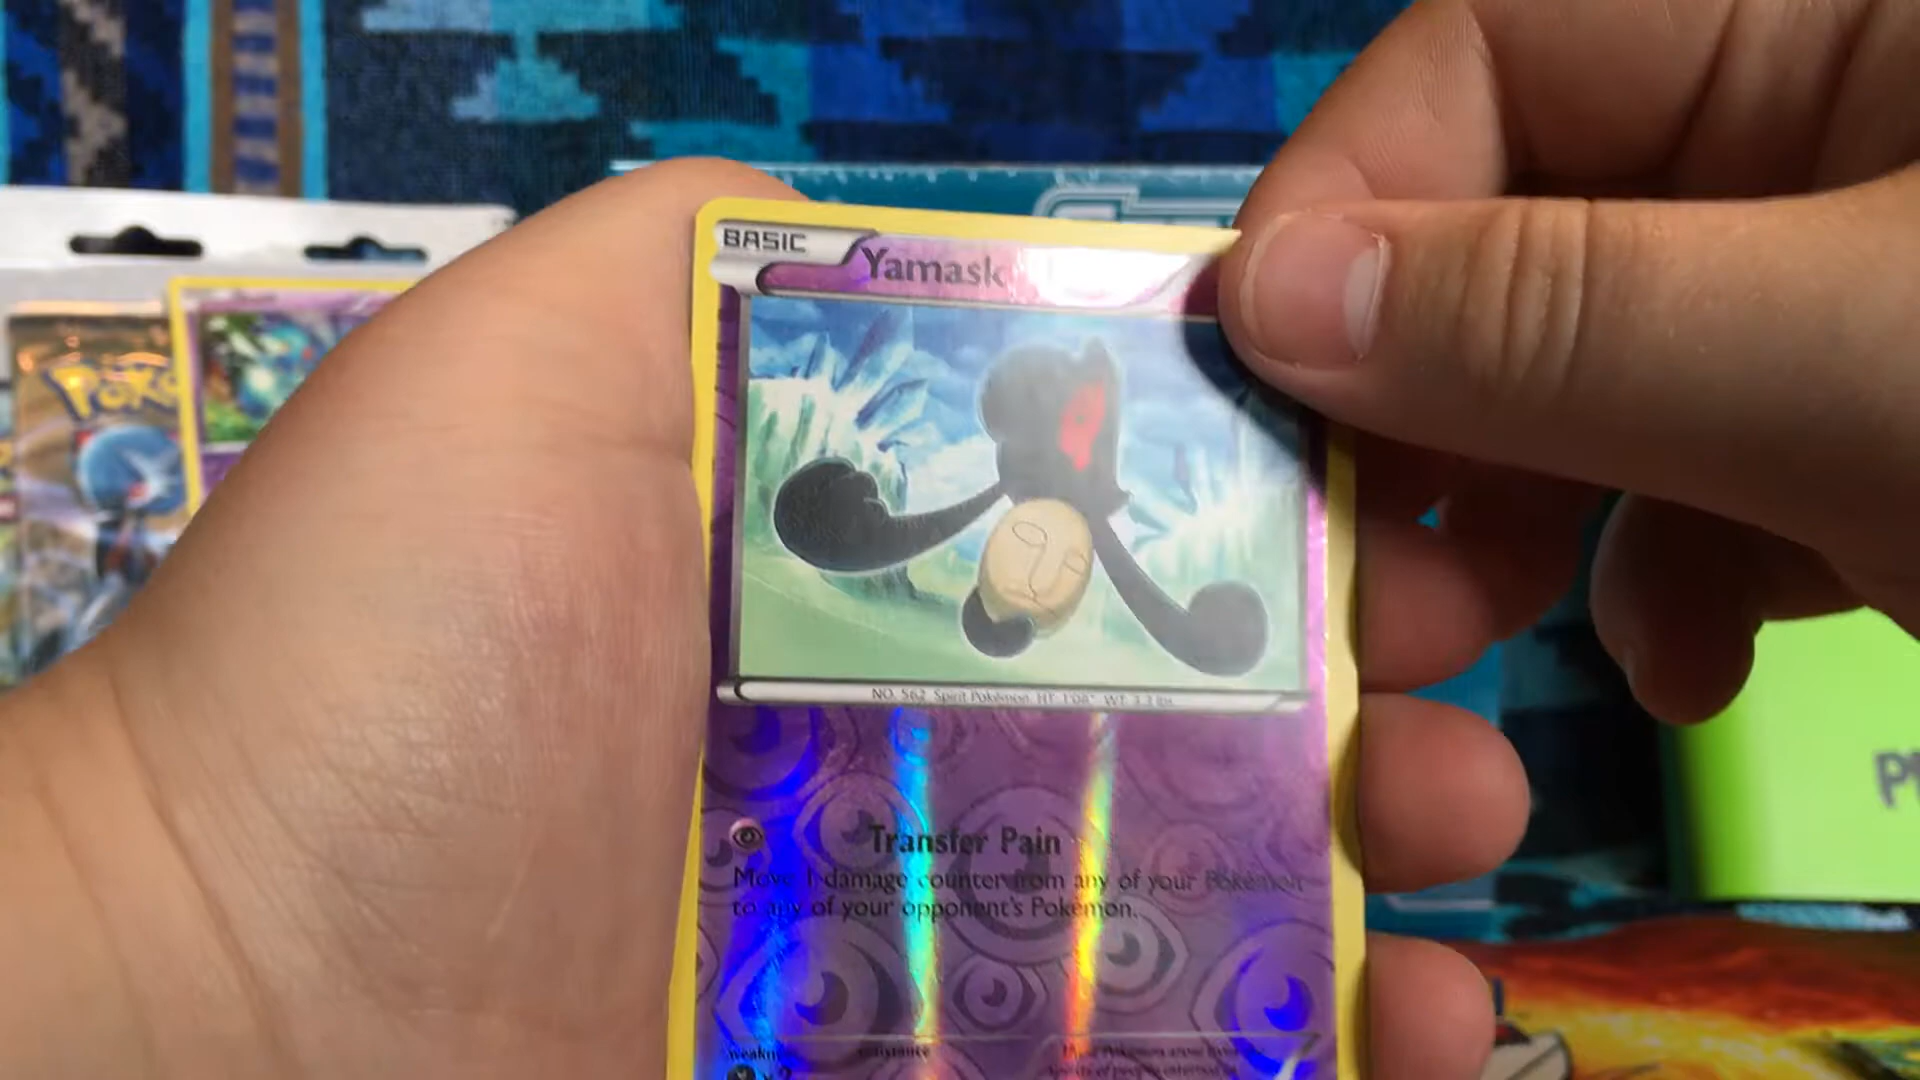 BASIC
Yamask
NO. 562 Spirit Pokémon HT: 1'08" WT: 3.3 lbs.
Transfer Pain
Move 1 damage counter from any of your Pokémon
to any of your opponent's Pokémon.